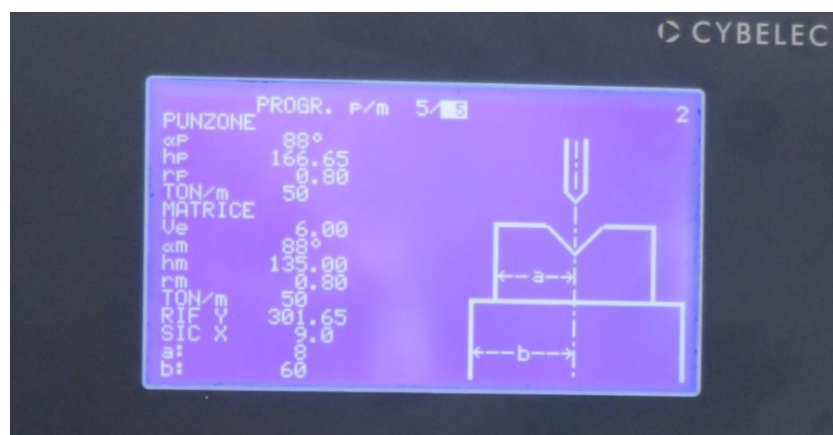 CYBELEC
PROGR. P/m 5/5 2
PUNZONE
αP 88°
hP 166.65
rP 0.80
TON/m 50
MATRICE
Ve 6.00
αm 88°
hm 135.00
rm 0.80
TON/m 50
RIF Y 301.65
SIC X 9.0
a: 8
b: 60
a
b